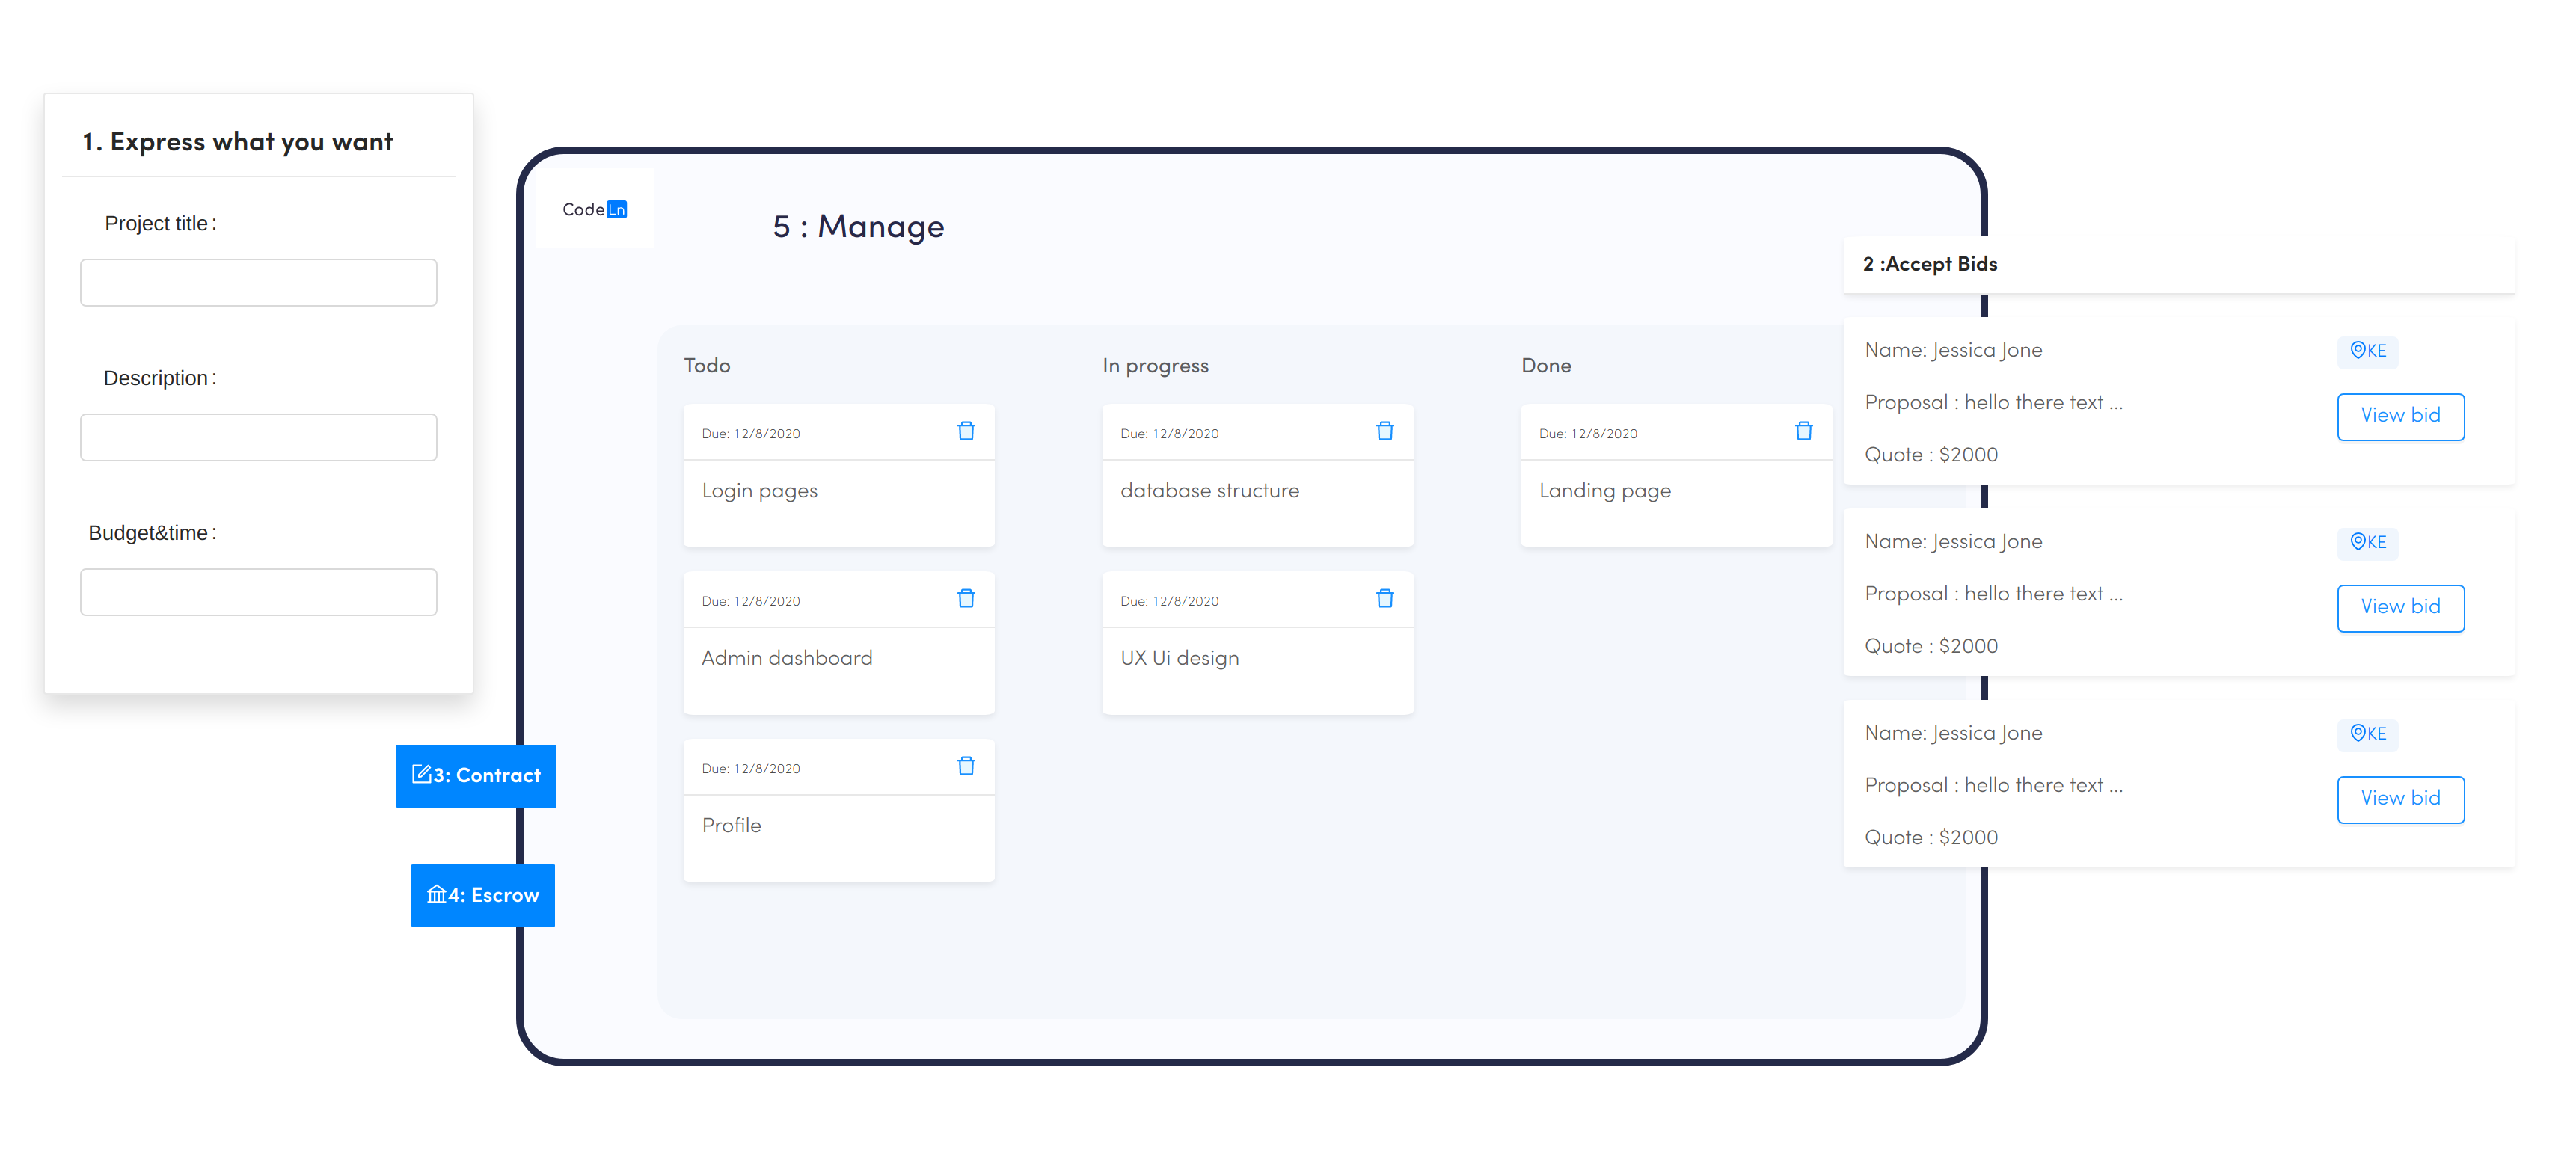 1. Express what you want
Project title :
Description :
Budget&time :
3: Contract
4: Escrow
CodeLn
5 : Manage
Todo
Due: 12/8/2020
Login pages
Due: 12/8/2020
Admin dashboard
Due: 12/8/2020
Profile
In progress
Due: 12/8/2020
database structure
Due: 12/8/2020
UX Ui design
Done
Due: 12/8/2020
Landing page
2 :Accept Bids
Name: Jessica Jone
KE
Proposal : hello there text ...
View bid
Quote : $2000
Name: Jessica Jone
KE
Proposal : hello there text ...
View bid
Quote : $2000
Name: Jessica Jone
KE
Proposal : hello there text ...
View bid
Quote : $2000